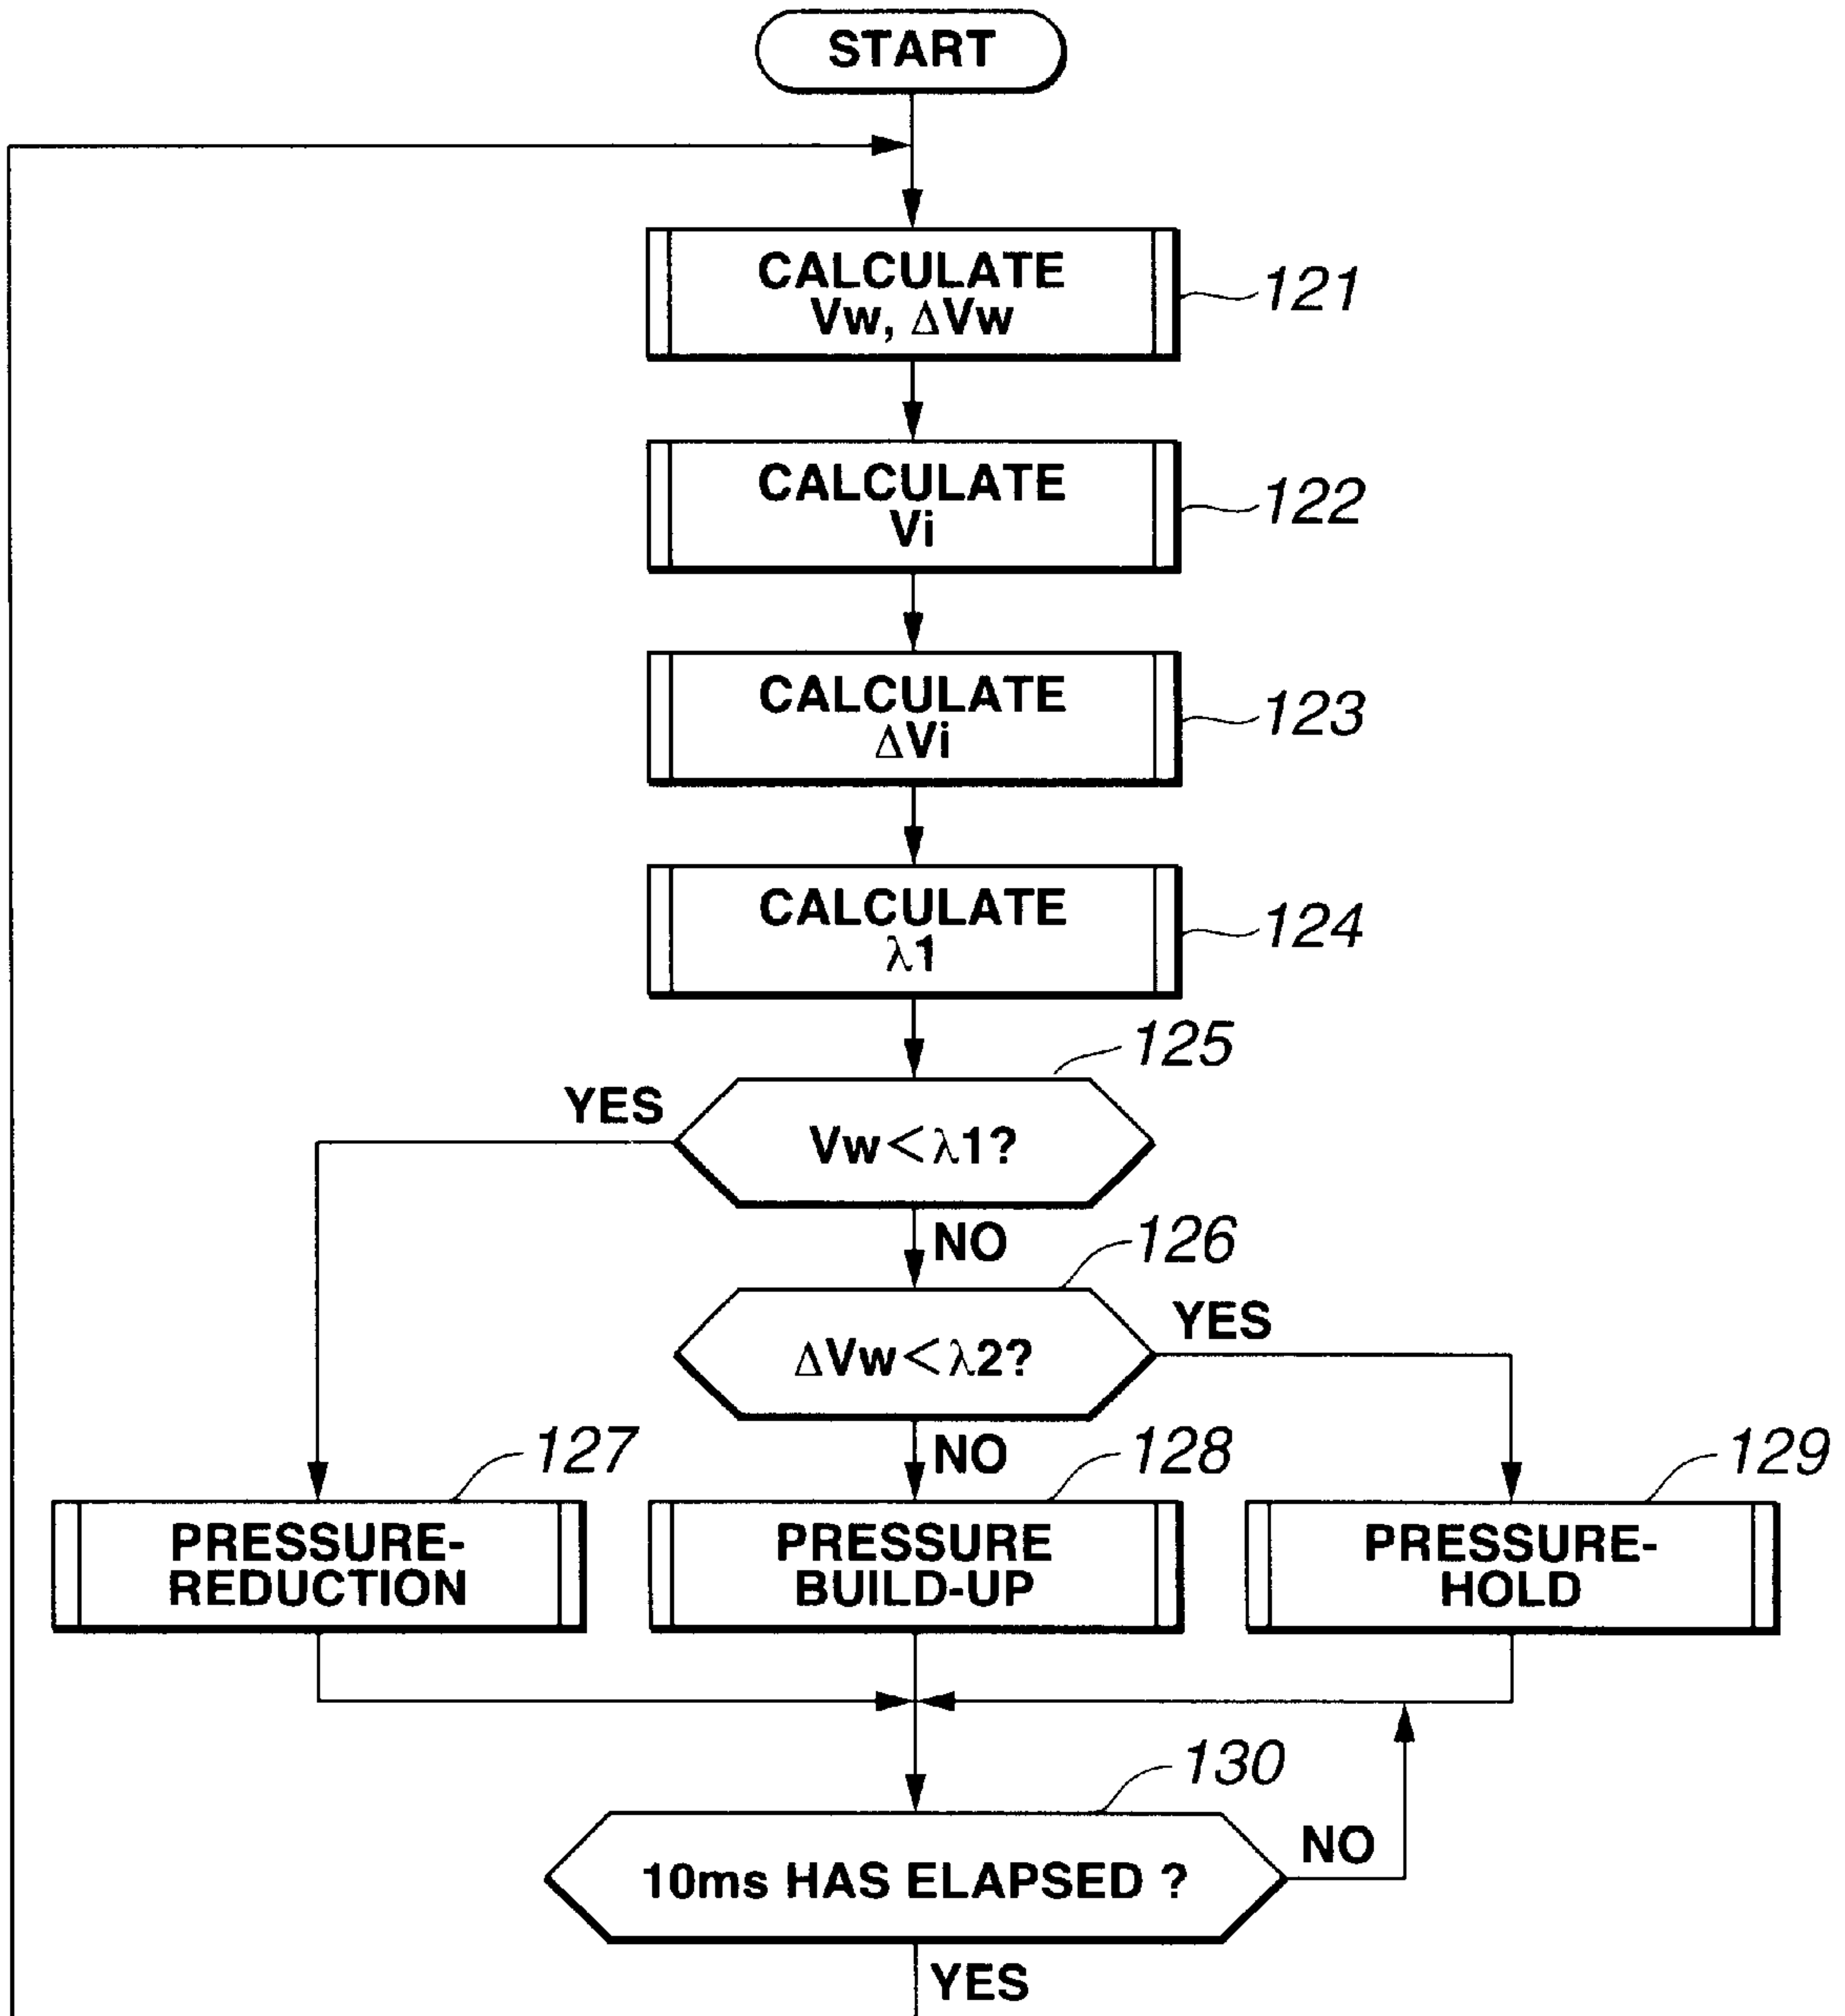 START
CALCULATE
Vw, ΔVw
121
CALCULATE
Vi
122
CALCULATE
ΔVi
123
CALCULATE
λ1
124
125
YES
Vw<λ1?
NO
126
YES
ΔVw<λ2?
NO
127
128
129
PRESSURE-
REDUCTION
PRESSURE
BUILD-UP
PRESSURE-
HOLD
130
NO
10ms HAS ELAPSED ?
YES